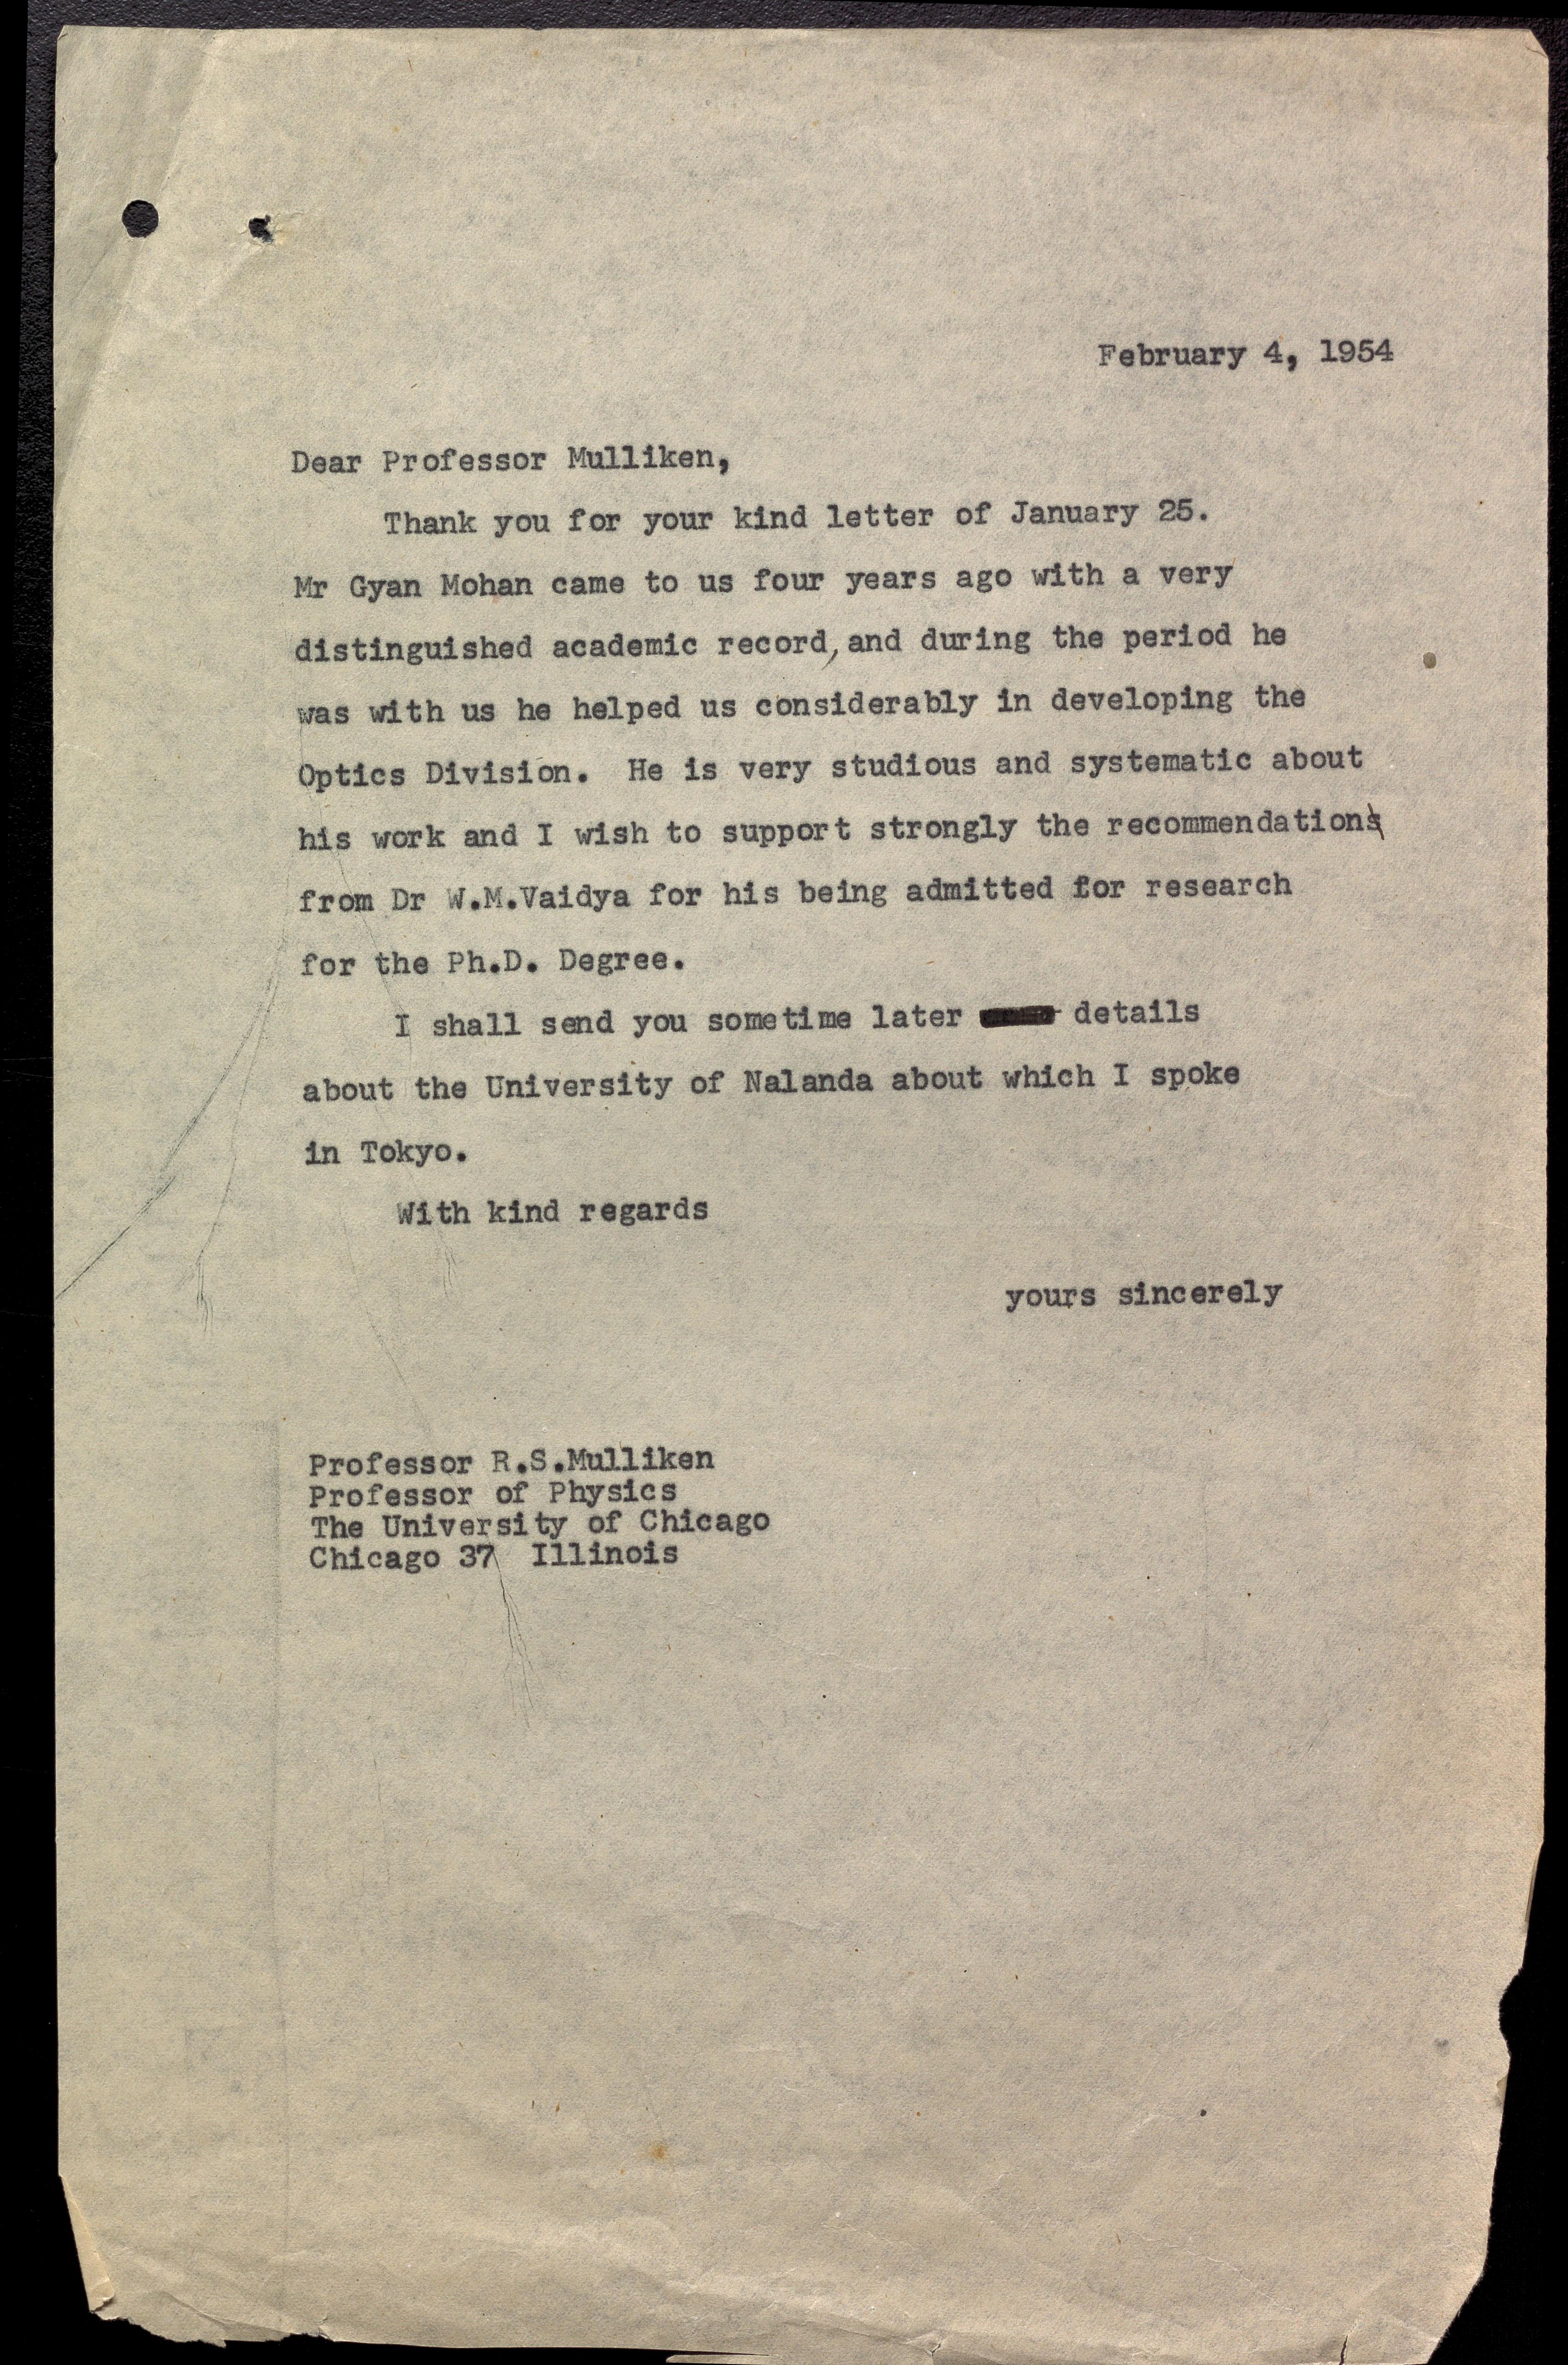 February 4, 1954
Dear Professor Mulliken,
Thank you for your kind letter of January 25.
Mr Gyan Mohan came to us four years ago with a very
distinguished academic record, and during the period he
was with us he helped us considerably in developing the
Optics Division. He is very studious and systematic about
his work and I wish to support strongly the recommendation
from Dr W.M.Vaidya for his being admitted for research
for the Ph.D. Degree.
I shall send you sometime later details
about the University of Nalanda about which I spoke
in Tokyo.
With kind regards
yours sincerely
Professor R.S.Mulliken
Professor of Physics
The University of Chicago
Chicago 37 Illinois